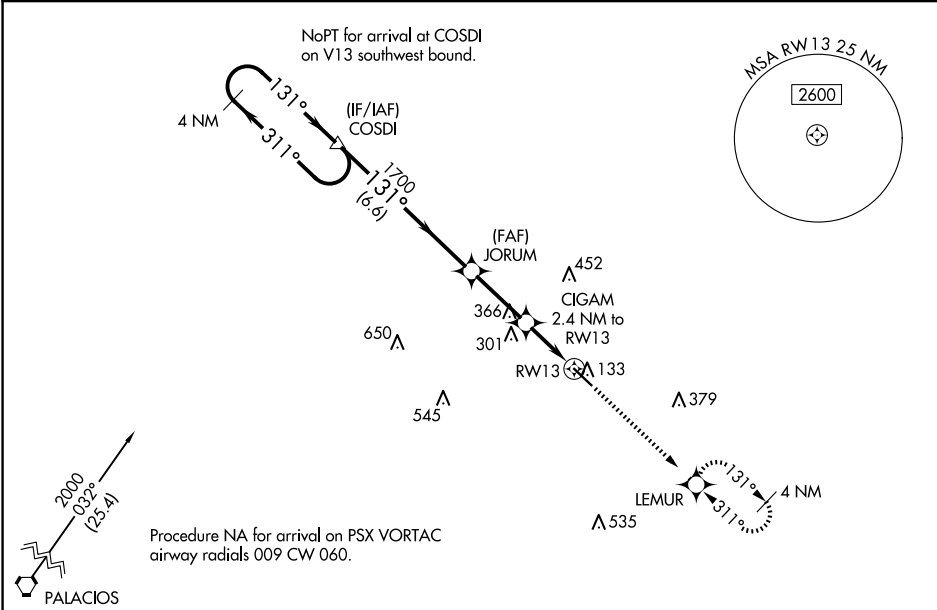 NoPT for arrival at COSDI
on V13 southwest bound.
MSA RW13 25 NM
2600
131°
4 NM
311°
(IF/IAF)
COSDI
1700
131°
(6.6)
(FAF)
JORUM
452
366
CIGAM
2.4 NM to
RW13
301
650
RW13
133
545
379
131°
4 NM
LEMUR
311°
535
2000
032°
(25.4)
Procedure NA for arrival on PSX VORTAC
airway radials 009 CW 060.
PALACIOS